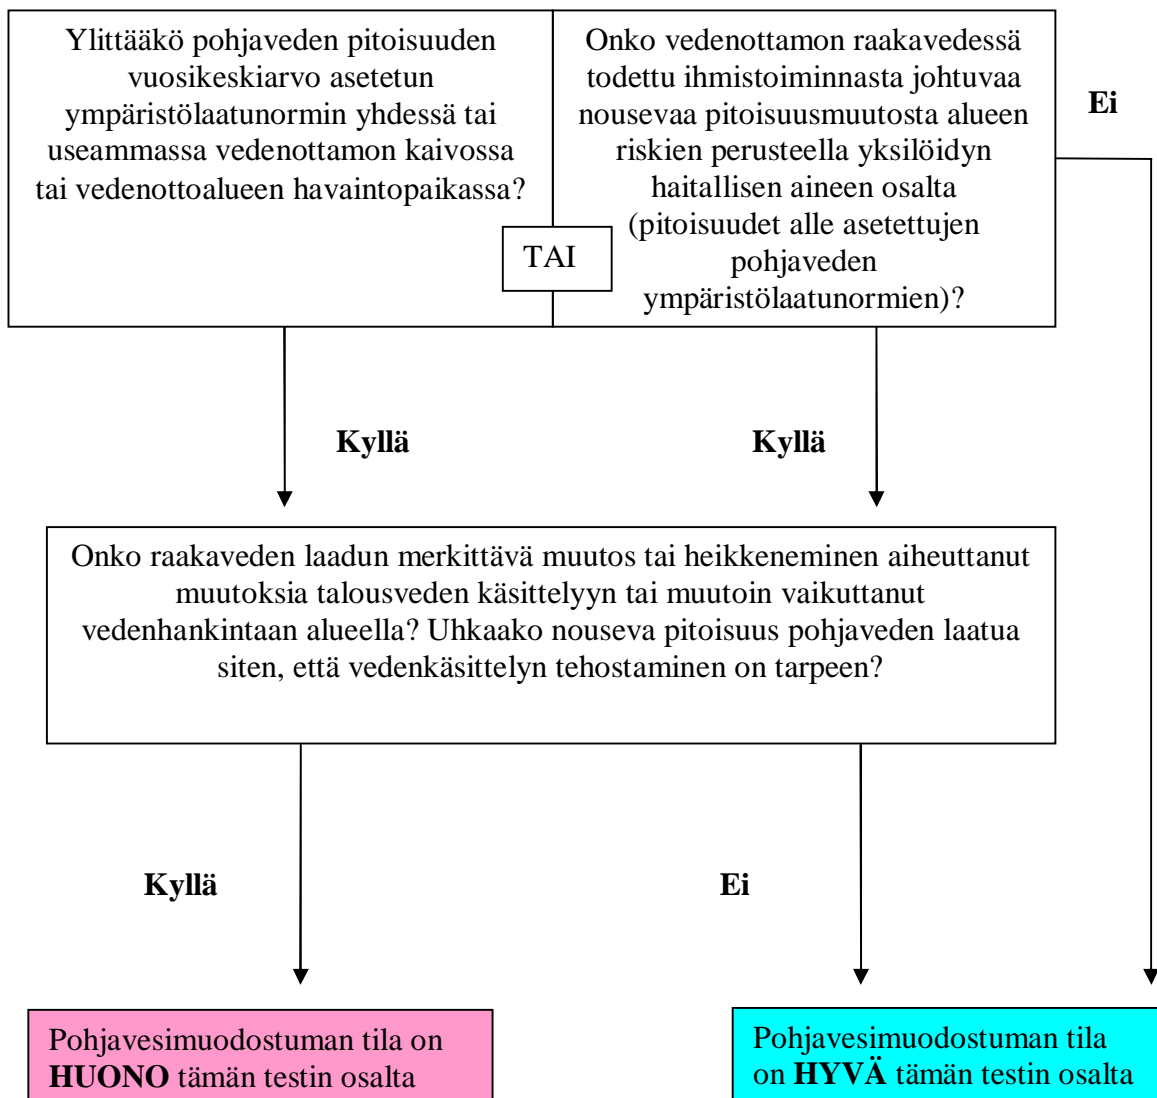 Ylittääkö pohjaveden pitoisuuden
vuosikeskiarvo asetetun
ympäristölaatunormin yhdessä tai
useammassa vedenottamon kaivossa
tai vedenottoalueen havaintopaikassa?
TAI
Onko vedenottamon raakavedessä
todettu ihmistoiminnasta johtuvaa
nousevaa pitoisuusmuutosta alueen
riskien perusteella yksilöidyn
haitallisen aineen osalta
(pitoisuudet alle asetettujen
pohjaveden
ympäristölaatunormien)?
Ei
Kyllä
Kyllä
Onko raakaveden laadun merkittävä muutos tai heikkeneminen aiheuttanut
muutoksia talousveden käsittelyyn tai muutoin vaikuttanut
vedenhankintaan alueella? Uhkaako nouseva pitoisuus pohjaveden laatua
siten, että vedenkäsittelyn tehostaminen on tarpeen?
Kyllä
Ei
Pohjavesimuodostuman tila on
HUONO tämän testin osalta
Pohjavesimuodostuman tila
on HYVÄ tämän testin osalta